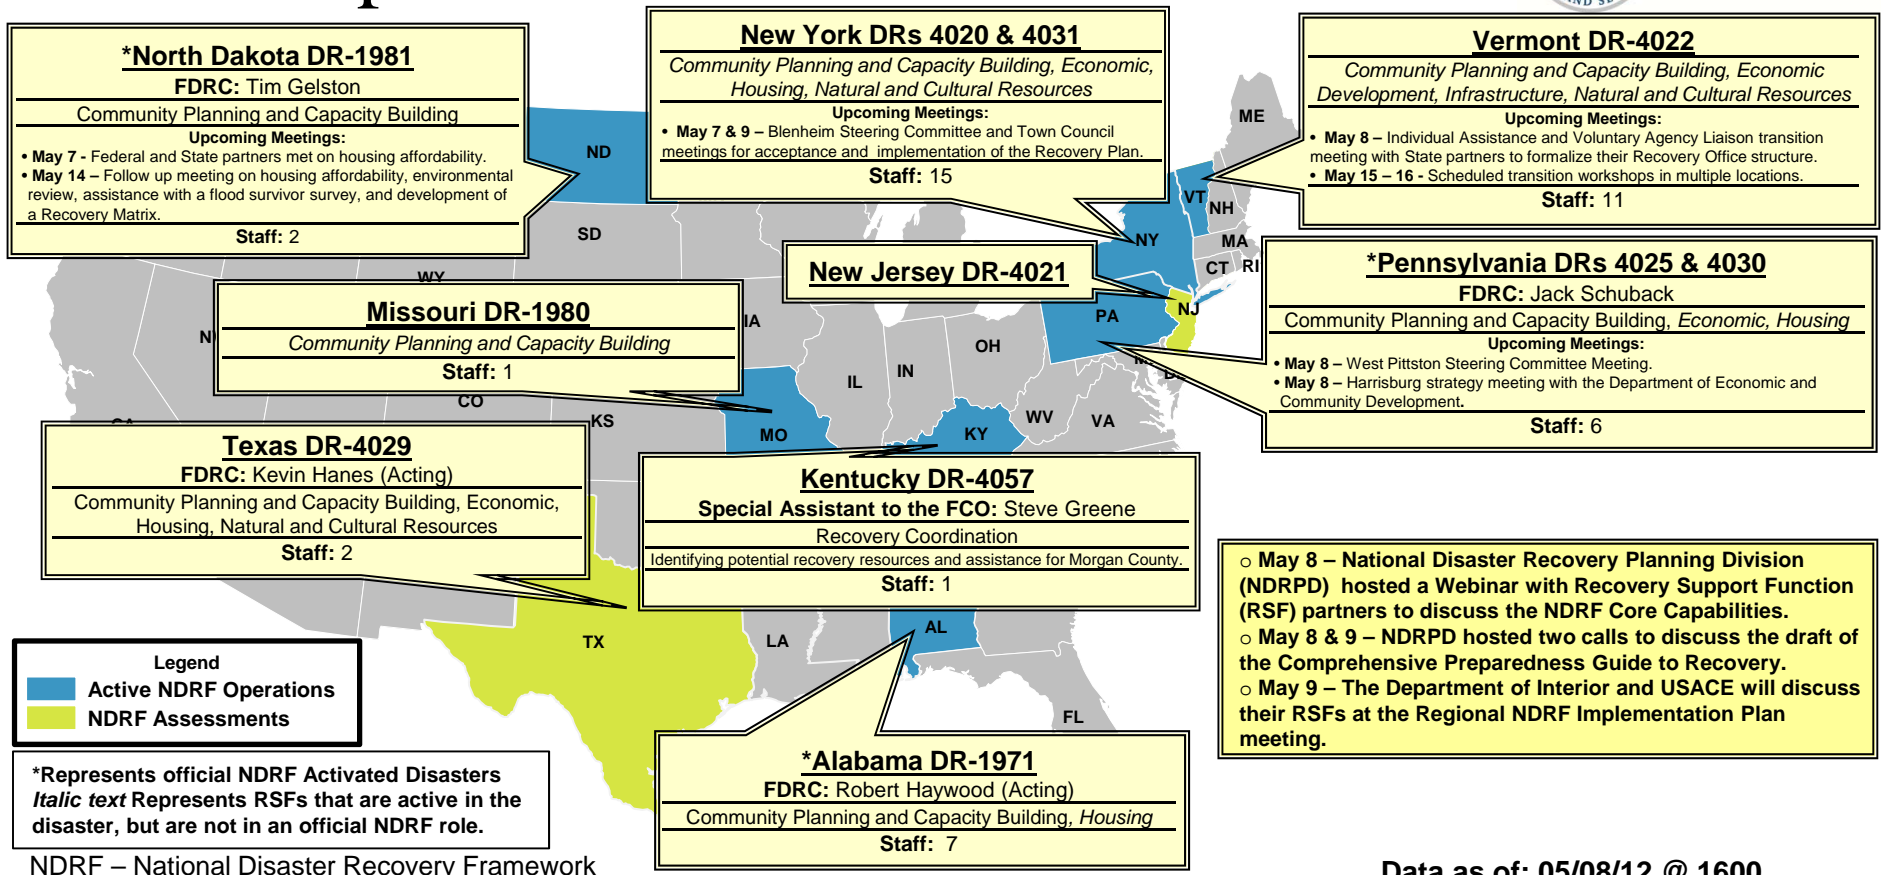 *North Dakota DR-1981
FDRC: Tim Gelston
Community Planning and Capacity Building
Upcoming Meetings:
• May 7 - Federal and State partners met on housing affordability.
• May 14 – Follow up meeting on housing affordability, environmental
review, assistance with a flood survivor survey, and development of
a Recovery Matrix.
Staff: 2
New York DRs 4020 & 4031
Community Planning and Capacity Building, Economic,
Housing, Natural and Cultural Resources
Upcoming Meetings:
• May 7 & 9 – Blenheim Steering Committee and Town Council
meetings for acceptance and implementation of the Recovery Plan.
Staff: 15
Vermont DR-4022
Community Planning and Capacity Building, Economic
Development, Infrastructure, Natural and Cultural Resources
Upcoming Meetings:
• May 8 – Individual Assistance and Voluntary Agency Liaison transition
meeting with State partners to formalize their Recovery Office structure.
• May 15 – 16 - Scheduled transition workshops in multiple locations.
Staff: 11
New Jersey DR-4021
*Pennsylvania DRs 4025 & 4030
FDRC: Jack Schuback
Community Planning and Capacity Building, Economic, Housing
Upcoming Meetings:
• May 8 – West Pittston Steering Committee Meeting.
• May 8 – Harrisburg strategy meeting with the Department of Economic and
Community Development.
Staff: 6
Missouri DR-1980
Community Planning and Capacity Building
Staff: 1
Texas DR-4029
FDRC: Kevin Hanes (Acting)
Community Planning and Capacity Building, Economic,
Housing, Natural and Cultural Resources
Staff: 2
Kentucky DR-4057
Special Assistant to the FCO: Steve Greene
Recovery Coordination
Identifying potential recovery resources and assistance for Morgan County.
Staff: 1
*Alabama DR-1971
FDRC: Robert Haywood (Acting)
Community Planning and Capacity Building, Housing
Staff: 7
o May 8 – National Disaster Recovery Planning Division
(NDRPD) hosted a Webinar with Recovery Support Function
(RSF) partners to discuss the NDRF Core Capabilities.
o May 8 & 9 – NDRPD hosted two calls to discuss the draft of
the Comprehensive Preparedness Guide to Recovery.
o May 9 – The Department of Interior and USACE will discuss
their RSFs at the Regional NDRF Implementation Plan
meeting.
ND
SD
WY
CO
KS
IA
MO
IL
IN
OH
KY
WV
VA
PA
NY
NJ
VT
NH
ME
MA
CT
RI
TX
LA
AL
FL
Legend
Active NDRF Operations
NDRF Assessments
*Represents official NDRF Activated Disasters
Italic text Represents RSFs that are active in the
disaster, but are not in an official NDRF role.
NDRF – National Disaster Recovery Framework
Data as of: 05/08/12 @ 1600